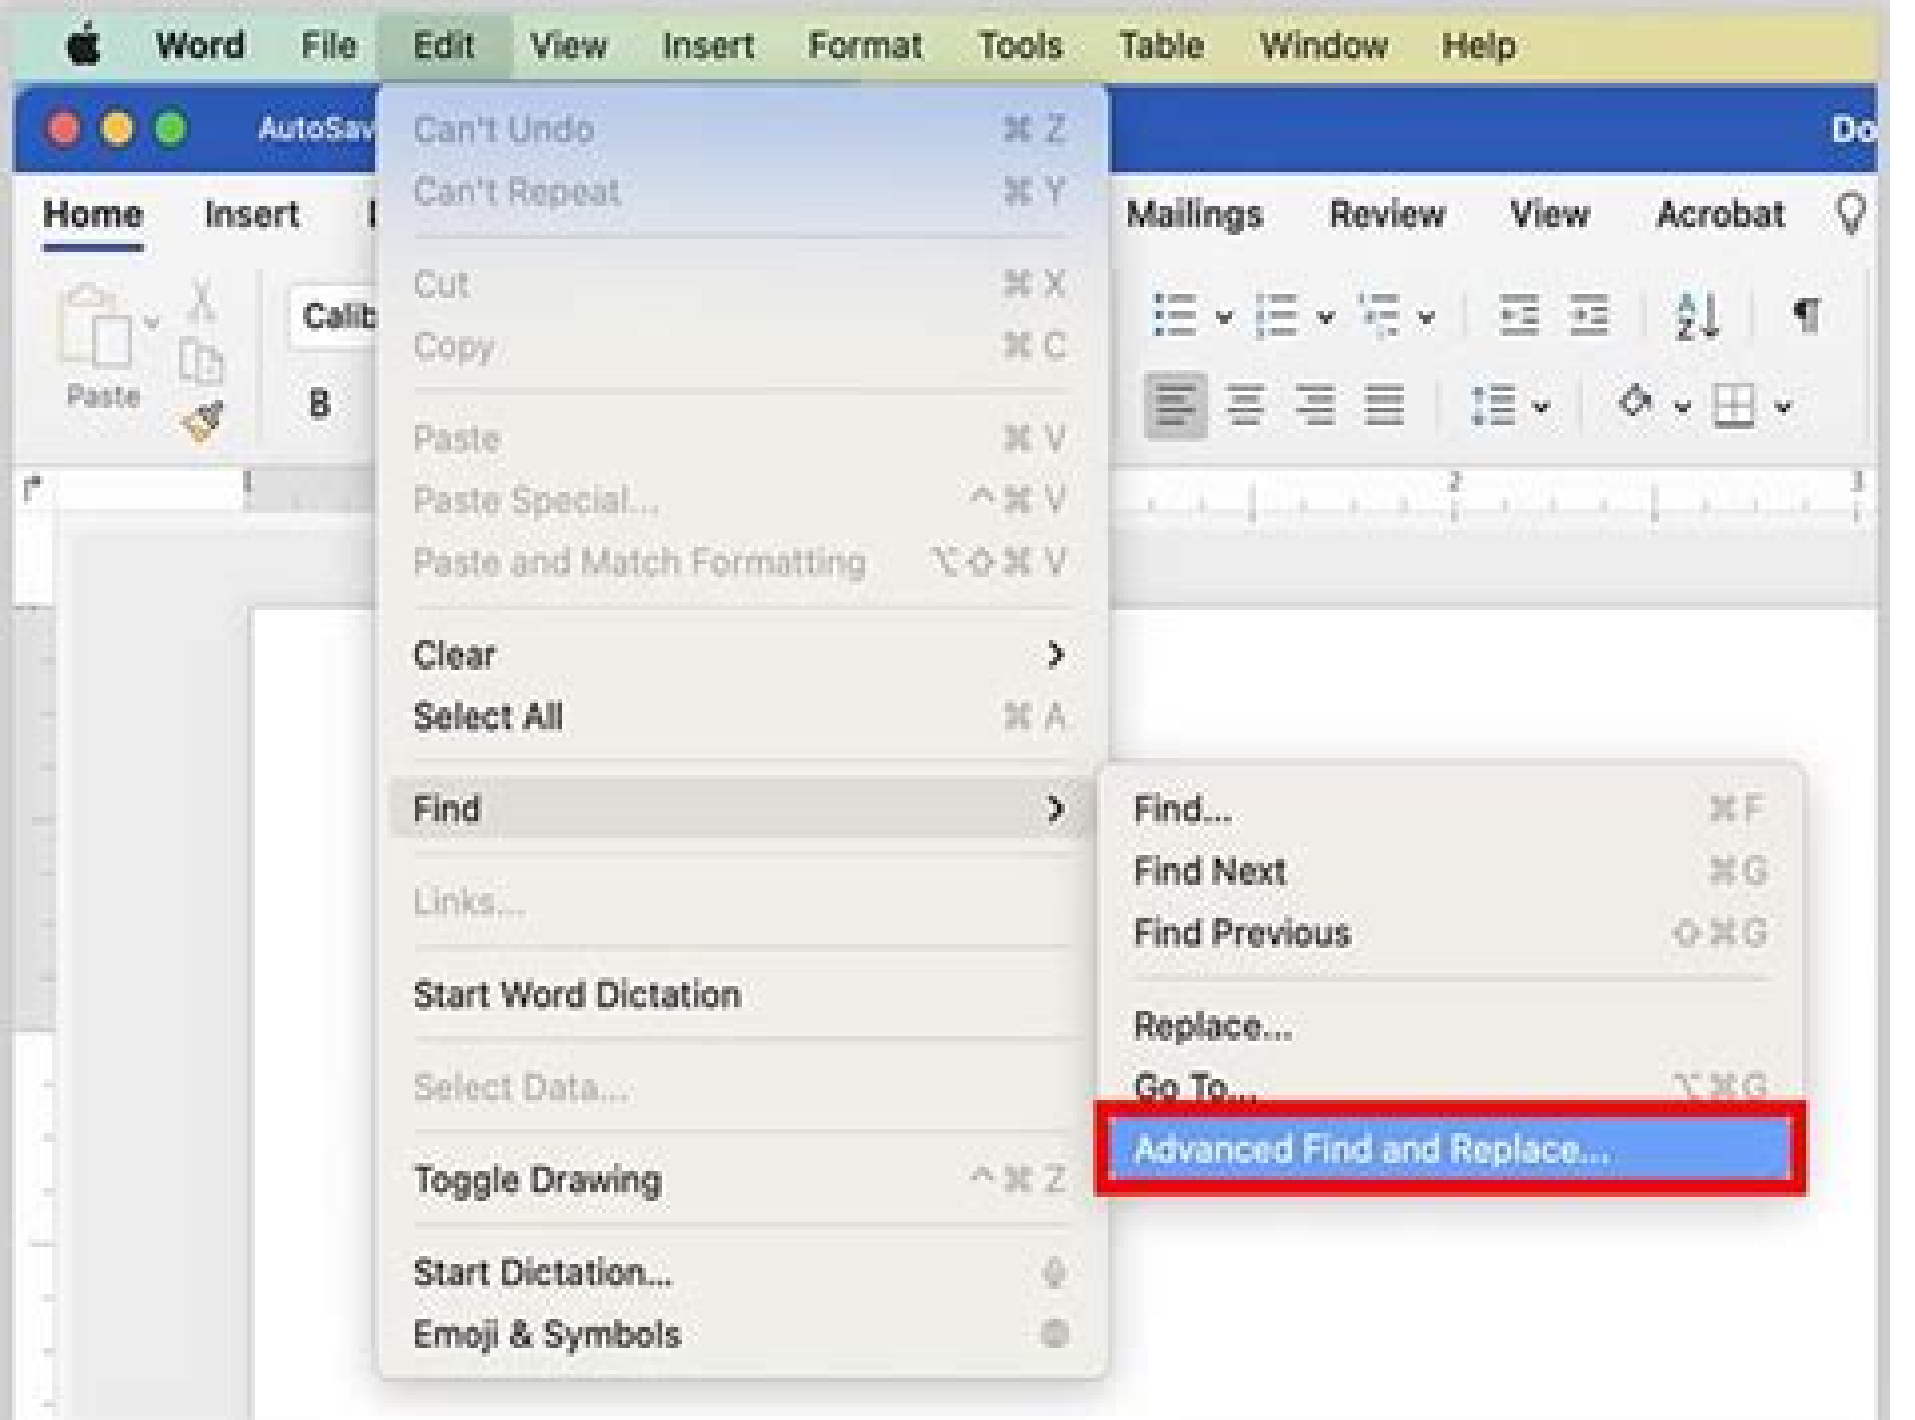 Word File Edit View Insert Format Tools Table Window Help
AutoSav Do
Can't Undo ⌘ Z
Can't Repeat ⌘ Y
Home Insert Mailings Review View Acrobat
Cut ⌘ X
Copy ⌘ C
Calib
Paste
B
Paste ⌘ V
Paste Special... ^ ⌘ V
Paste and Match Formatting ⌥⇧⌘ V
1 2 3
Clear >
Select All ⌘ A
Find >
Links...
Start Word Dictation
Select Data...
Toggle Drawing ^ ⌘ Z
Start Dictation...
Emoji & Symbols
Find... ⌘ F
Find Next ⌘ G
Find Previous ⇧⌘ G
Replace...
Go To... ⌥⌘ G
Advanced Find and Replace...